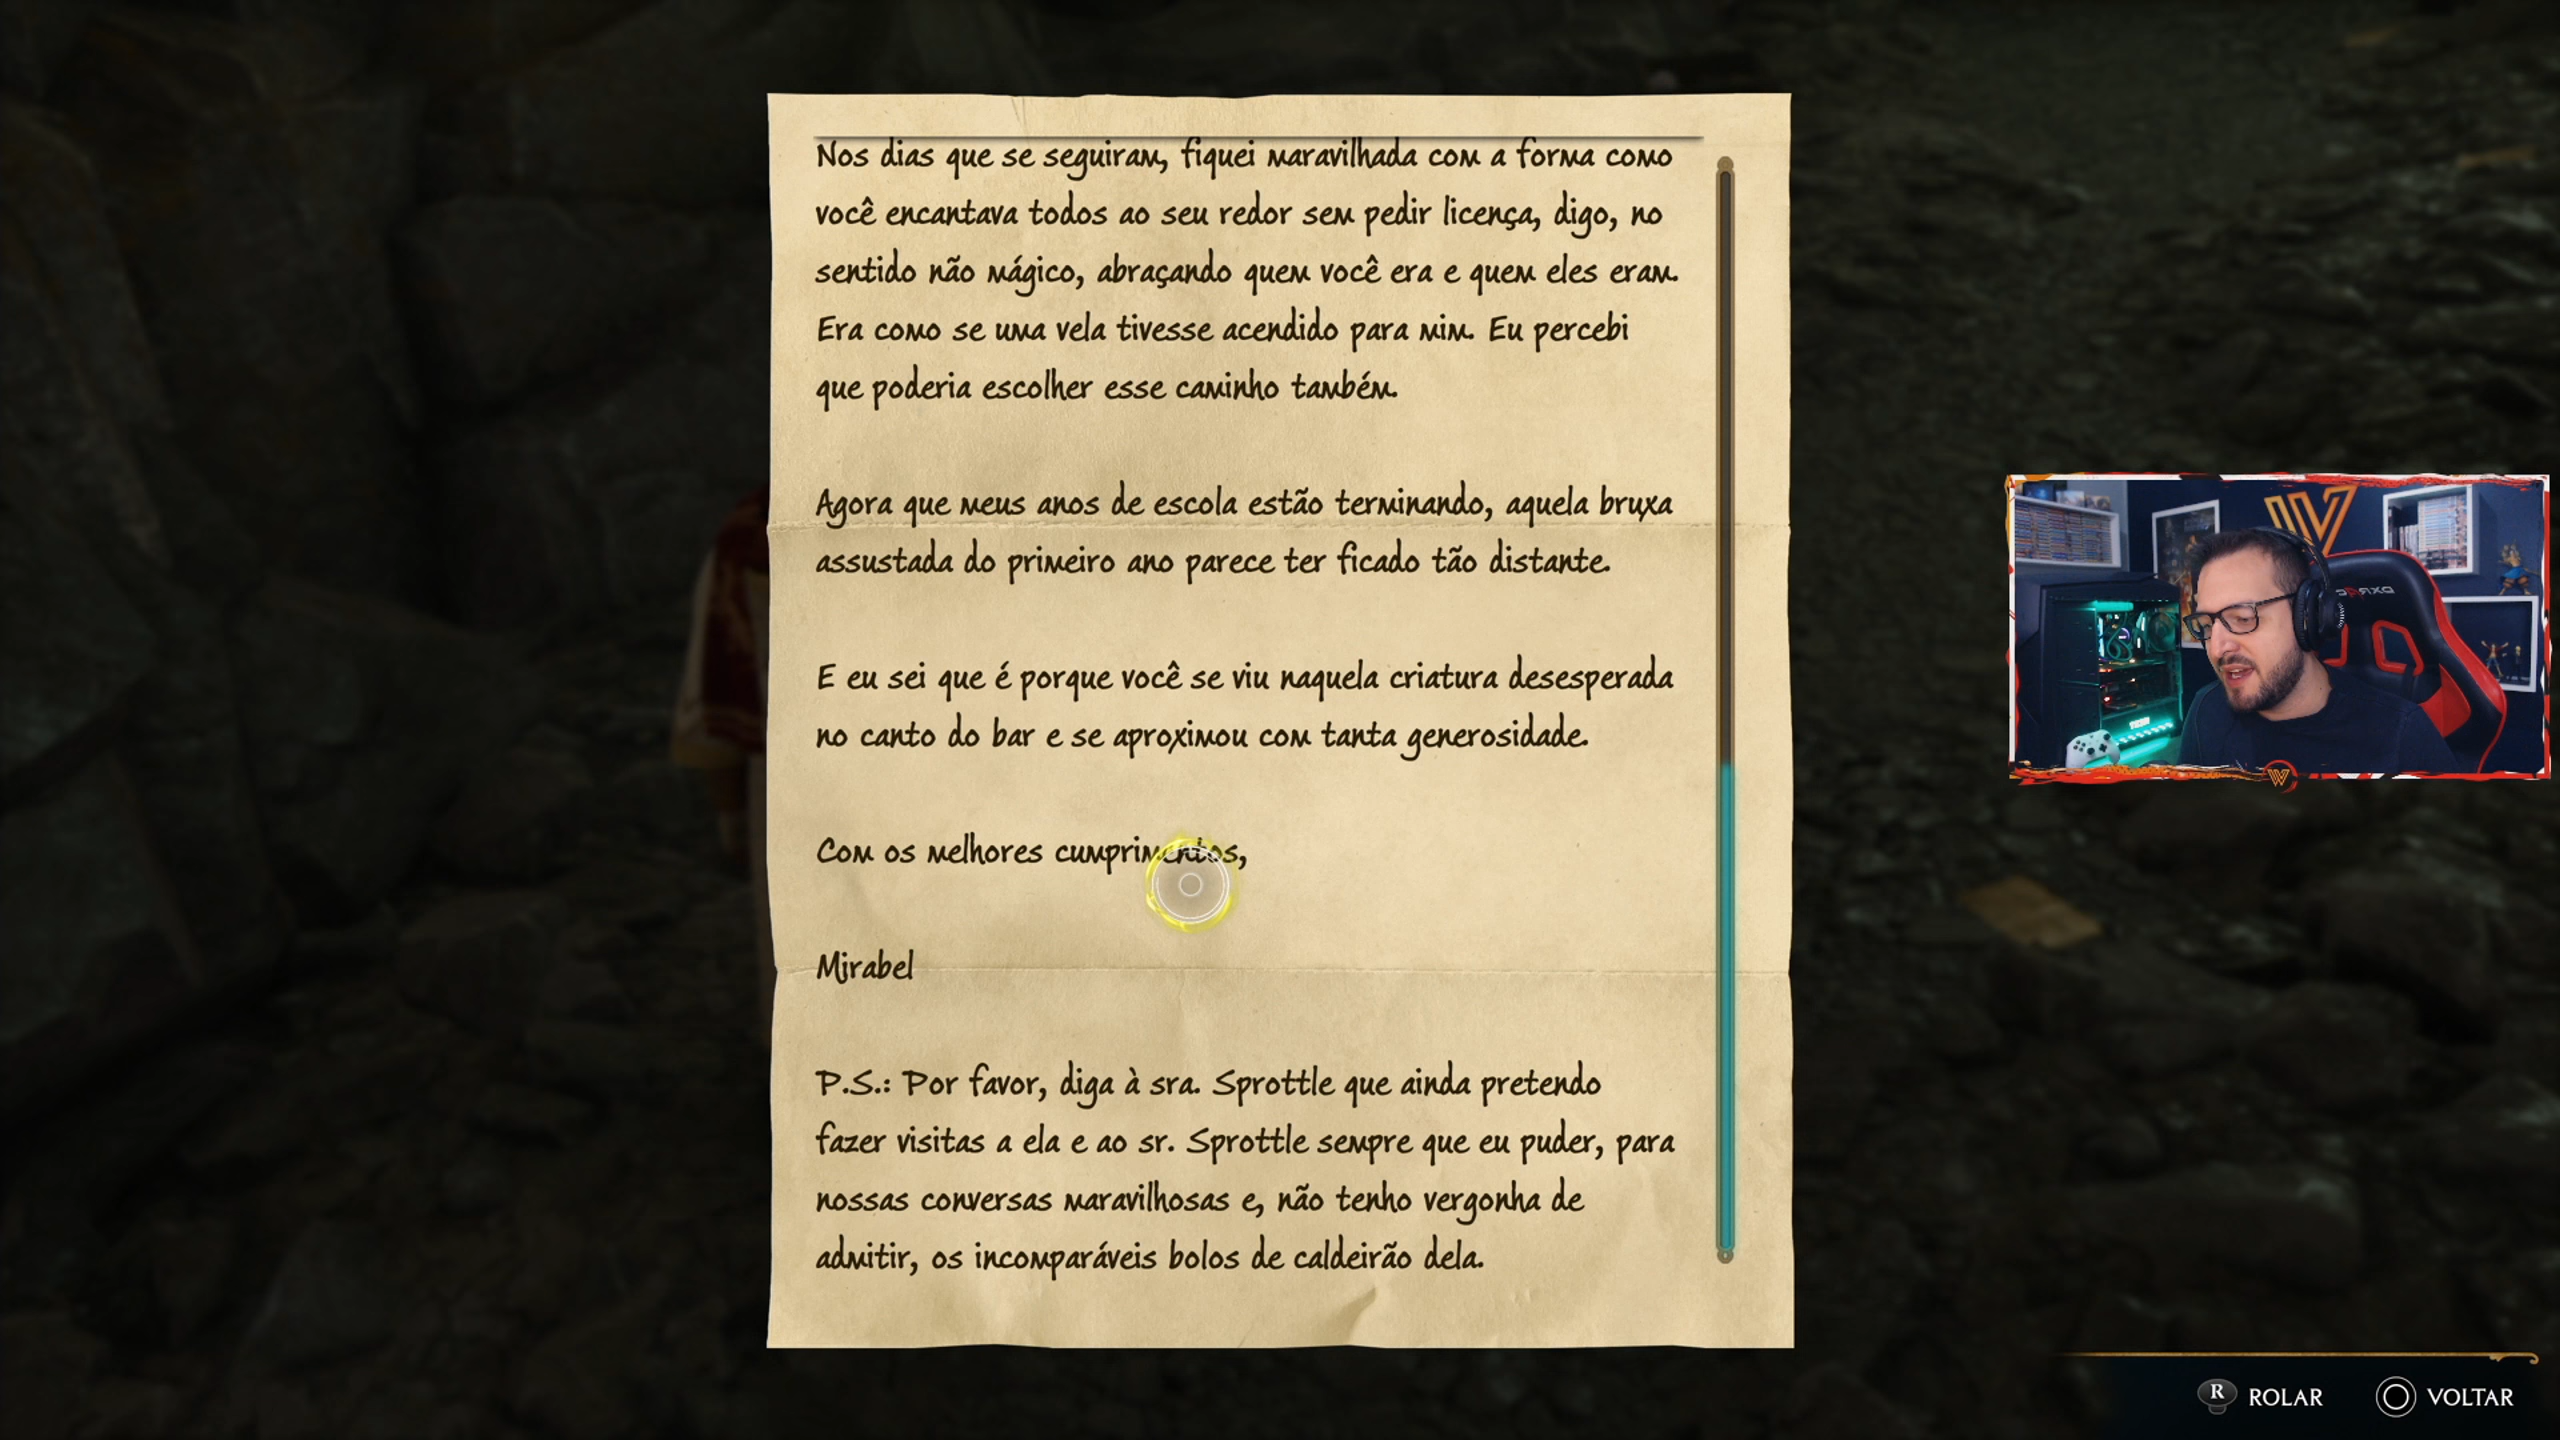 Nos dias que se seguiram, fiquei maravilhada com a forma como
você encantava todos ao seu redor sem pedir licença, digo, no
sentido não mágico, abraçando quem você era e quem eles eram.
Era como se uma vela tivesse acendido para mim. Eu percebi
que poderia escolher esse caminho também.
Agora que meus anos de escola estão terminando, aquela bruxa
assustada do primeiro ano parece ter ficado tão distante.
E eu sei que é porque você se viu naquela criatura desesperada
no canto do bar e se aproximou com tanta generosidade.
Com os melhores cumprimentos,
Mirabel
P.S.: Por favor, diga à sra. Sprottle que ainda pretendo
fazer visitas a ela e ao sr. Sprottle sempre que eu puder, para
nossas conversas maravilhosas e, não tenho vergonha de
admitir, os incomparáveis bolos de caldeirão dela.
R ROLAR
VOLTAR